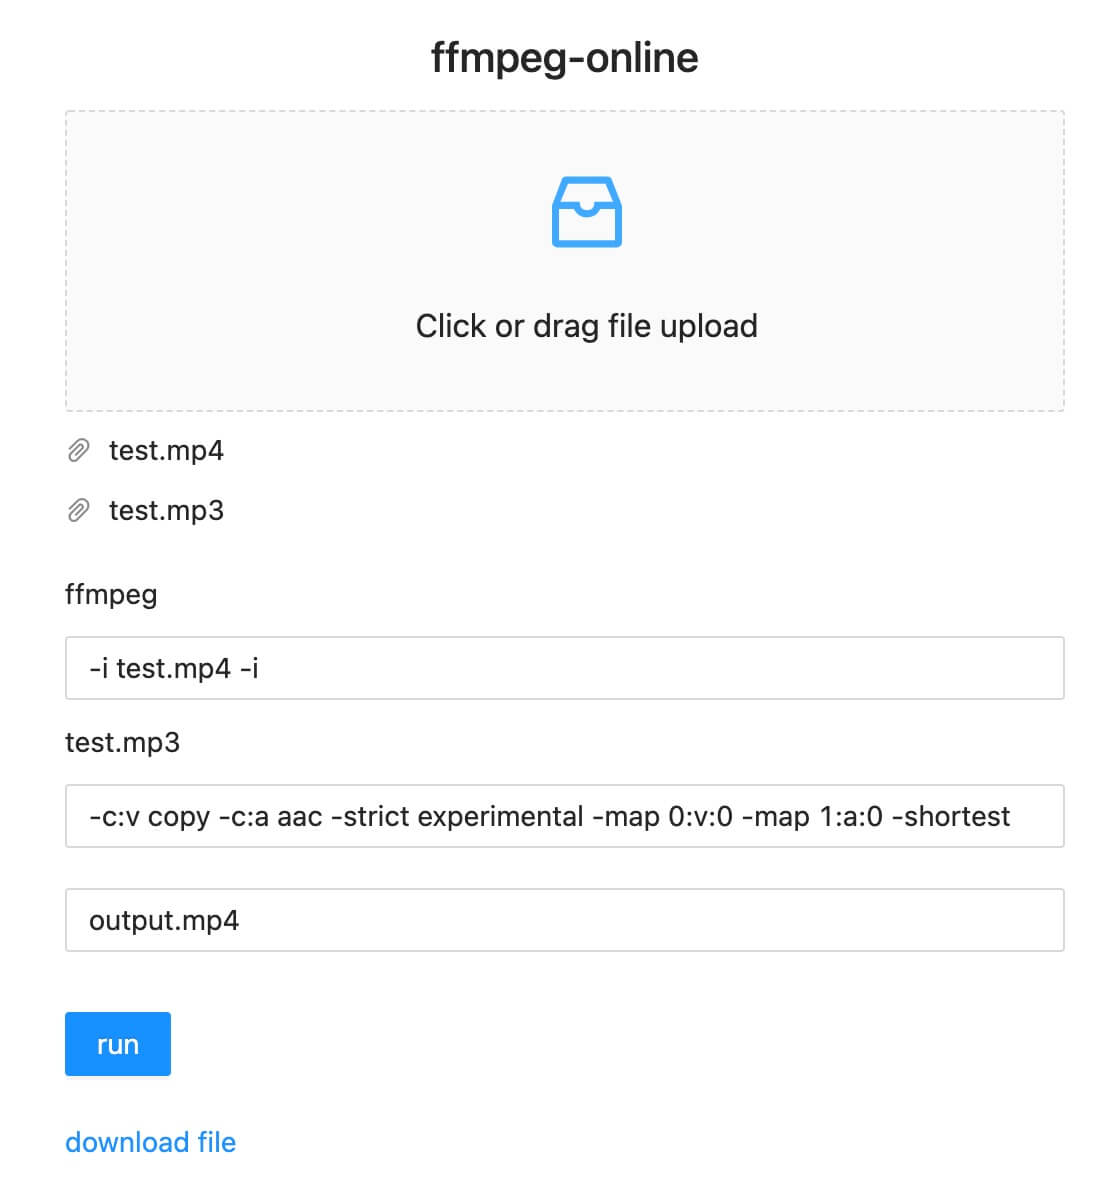 ffmpeg-online
Click or drag file upload
test.mp4
test.mp3
ffmpeg
-i test.mp4 -i
test.mp3
-c:v copy -c:a aac -strict experimental -map 0:v:0 -map 1:a:0 -shortest
output.mp4
run
download file